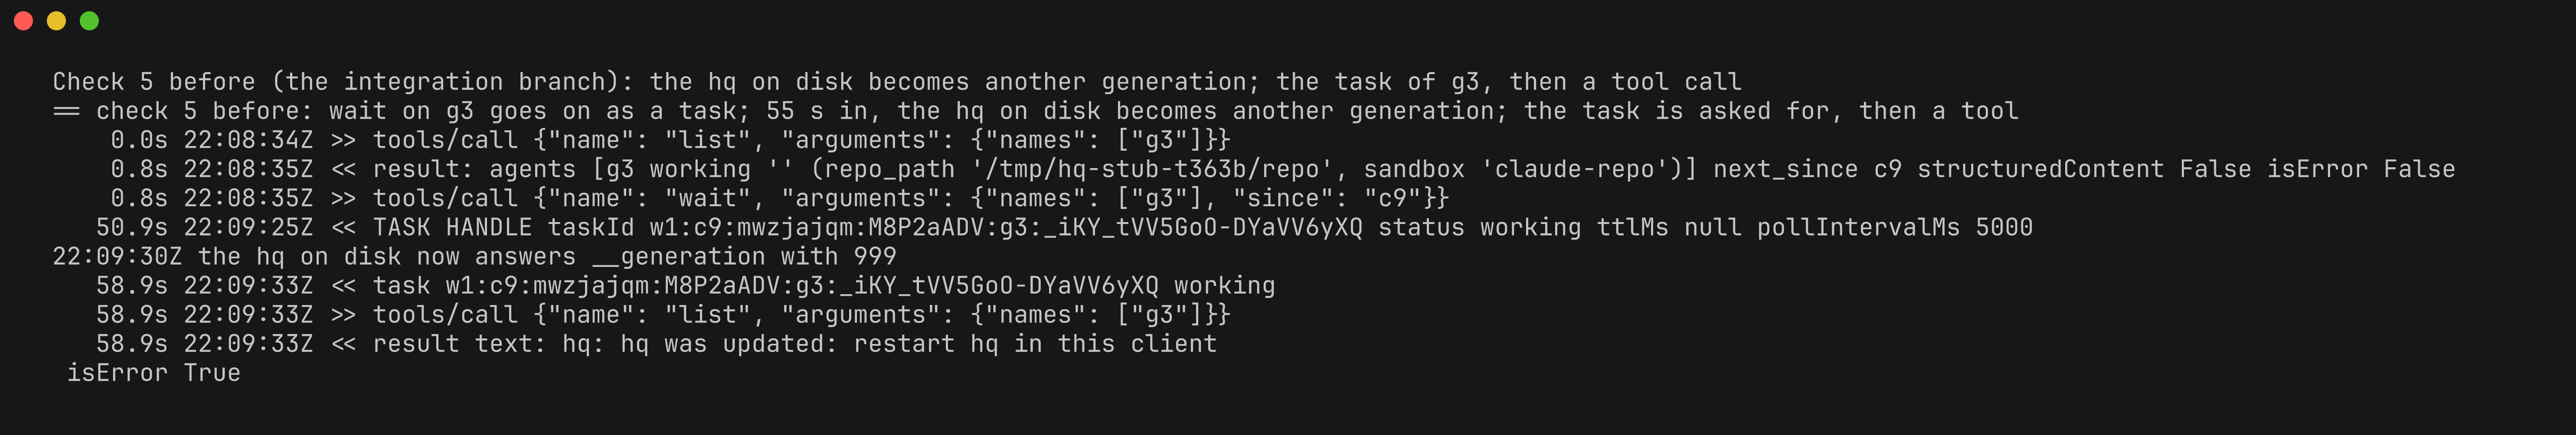 Check 5 before (the integration branch): the hq on disk becomes another generation; the task of g3, then a tool call
== check 5 before: wait on g3 goes on as a task; 55 s in, the hq on disk becomes another generation; the task is asked for, then a tool
    0.0s 22:08:34Z >> tools/call {"name": "list", "arguments": {"names": ["g3"]}}
    0.8s 22:08:35Z << result: agents [g3 working '' (repo_path '/tmp/hq-stub-t363b/repo', sandbox 'claude-repo')] next_since c9 structuredContent False isError False
    0.8s 22:08:35Z >> tools/call {"name": "wait", "arguments": {"names": ["g3"], "since": "c9"}}
   50.9s 22:09:25Z << TASK HANDLE taskId w1:c9:mwzjajqm:M8P2aADV:g3:_iKY_tVV5GoO-DYaVV6yXQ status working ttlMs null pollIntervalMs 5000
22:09:30Z the hq on disk now answers __generation with 999
   58.9s 22:09:33Z << task w1:c9:mwzjajqm:M8P2aADV:g3:_iKY_tVV5GoO-DYaVV6yXQ working
   58.9s 22:09:33Z >> tools/call {"name": "list", "arguments": {"names": ["g3"]}}
   58.9s 22:09:33Z << result text: hq: hq was updated: restart hq in this client
 isError True